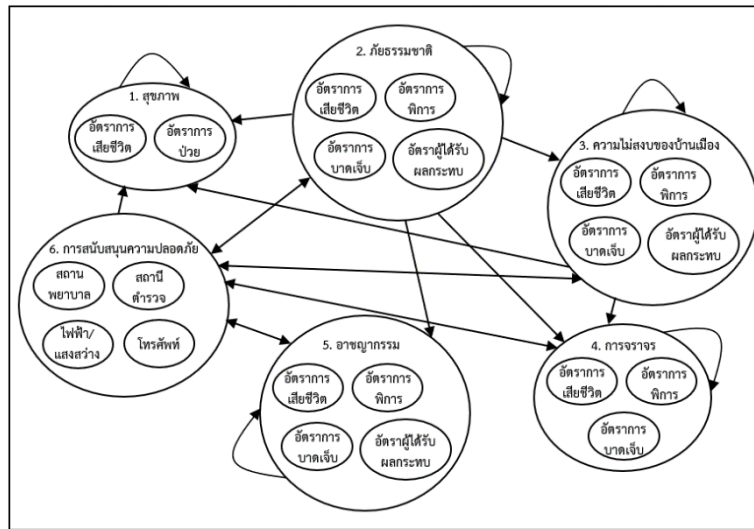 2. ภัยธรรมชาติ
อัตราการ
เสียชีวิต
อัตราการ
พิการ
อัตราการ
บาดเจ็บ
อัตราผู้ได้รับ
ผลกระทบ
1. สุขภาพ
อัตราการ
เสียชีวิต
อัตราการ
ป่วย
3. ความไม่สงบของบ้านเมือง
อัตราการ
เสียชีวิต
อัตราการ
พิการ
อัตราการ
บาดเจ็บ
อัตราผู้ได้รับ
ผลกระทบ
6. การสนับสนุนความปลอดภัย
สถาน
พยาบาล
สถานี
ตำรวจ
ไฟฟ้า/
แสงสว่าง
โทรศัพท์
5. อาชญากรรม
อัตราการ
เสียชีวิต
อัตราการ
พิการ
อัตราการ
บาดเจ็บ
อัตราผู้ได้รับ
ผลกระทบ
4. การจราจร
อัตราการ
เสียชีวิต
อัตราการ
พิการ
อัตราการ
บาดเจ็บ